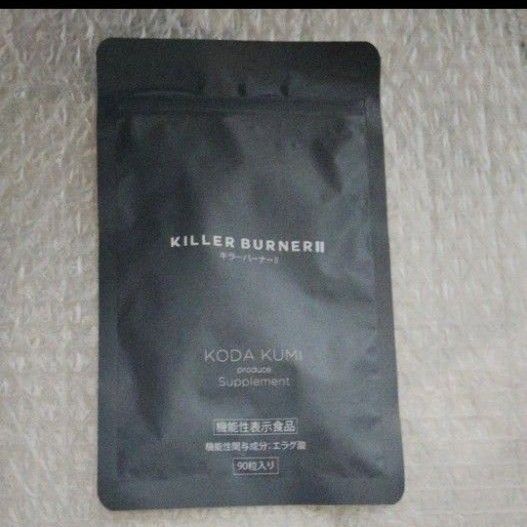 KILLER BURNERII
キラーバーナーII
KODA KUMI
produce
Supplement
機能性表示食品
機能性関与成分:エラグ酸
90粒入り